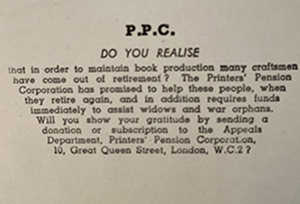 P.P.C.
DO YOU REALISE
that in order to maintain book production many craftsmen
have come out of retirement? The Printers' Pension
Corporation has promised to help these people, when
they retire again, and in addition requires funds
immediately to assist widows and war orphans.
Will you show your gratitude by sending a
donation or subscription to the Appeals
Department, Printers' Pension Corporation,
10, Great Queen Street, London, W.C.2?